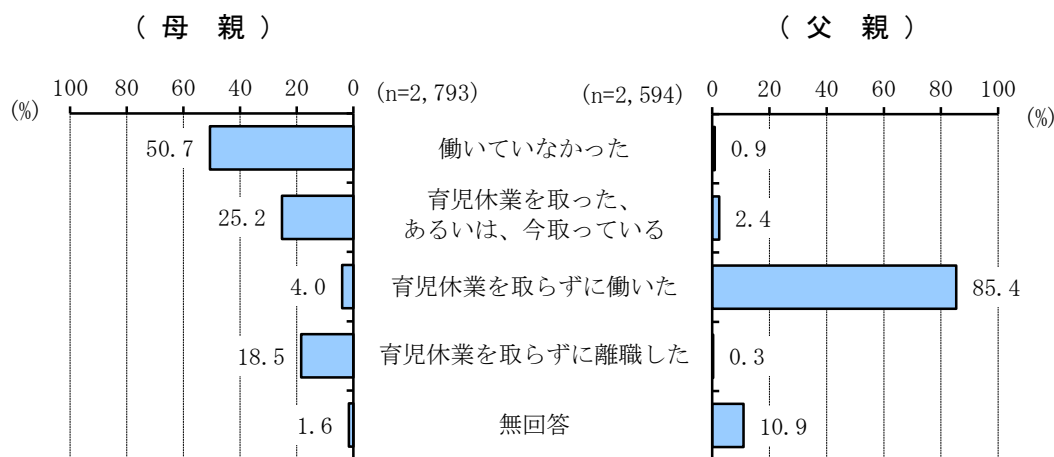 ( 母 親 )
( 父 親 )
100 80 60 40 20 0
(n=2,793)
(n=2,594)
0 20 40 60 80 100
(%)
(%)
50.7
働いていなかった
0.9
25.2
育児休業を取った、
あるいは、今取っている
2.4
4.0
育児休業を取らずに働いた
85.4
18.5
育児休業を取らずに離職した
0.3
1.6
無回答
10.9